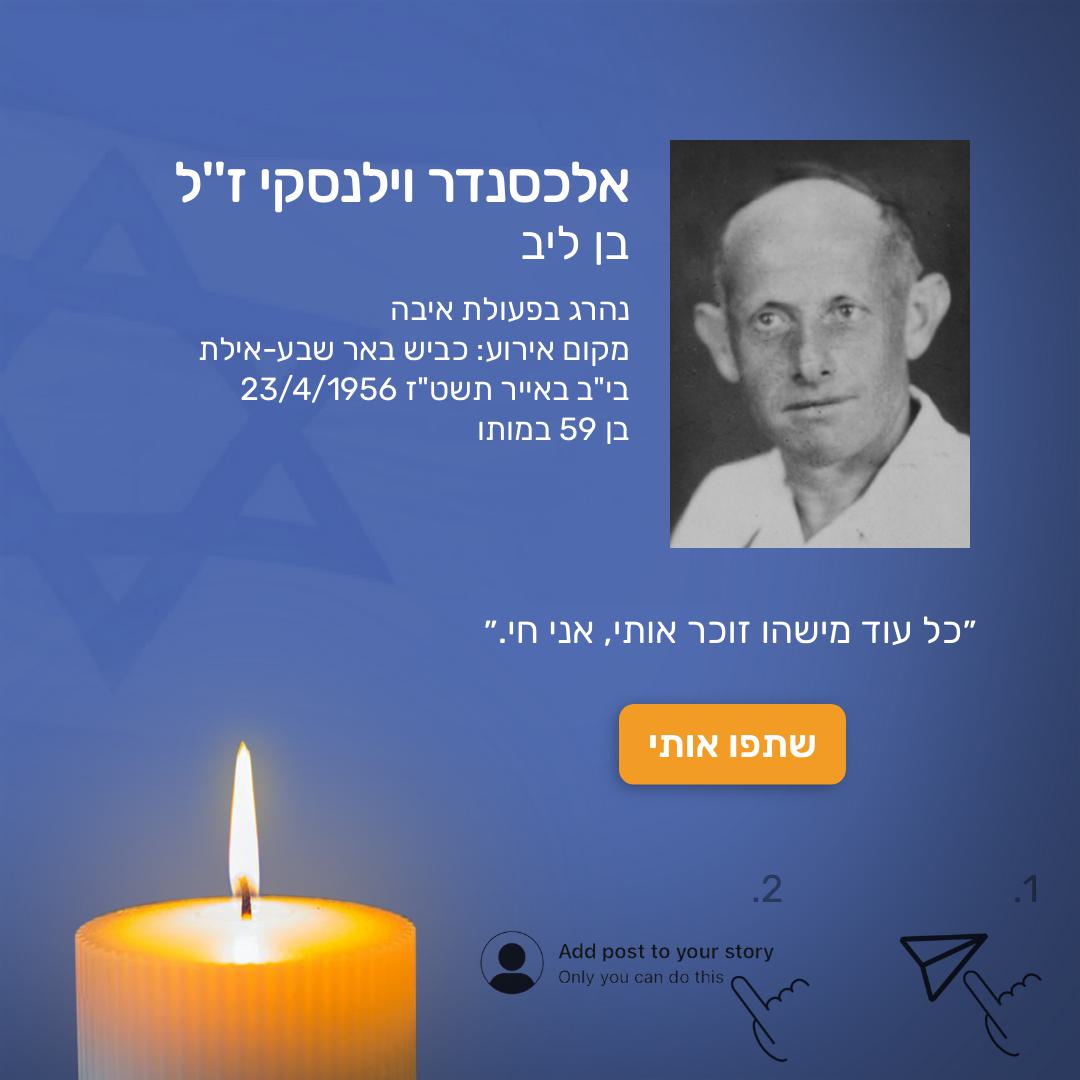 אלכסנדר וילנסקי ז''ל
בן ליב
נהרג בפעולת איבה
מקום אירוע: כביש באר שבע-אילת
בי"ב באייר תשט"ז 23/4/1956
בן 59 במותו
״כל עוד מישהו זוכר אותי, אני חי.״
שתפו אותי
1.
2.
Add post to your story
Only you can do this